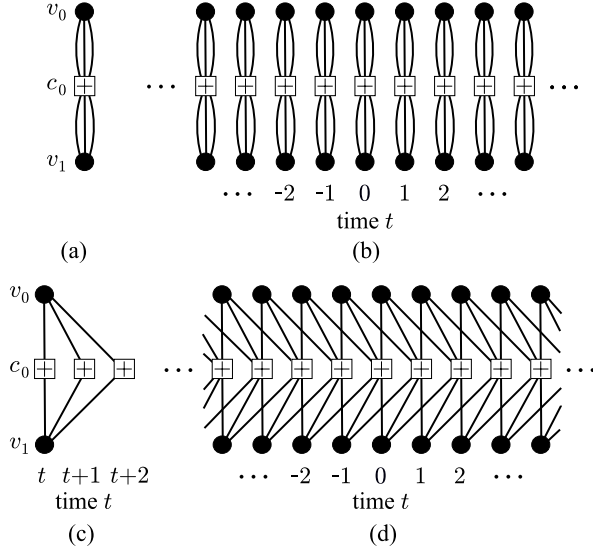 v₀
c₀ + ··· + + + + + + + + + ···
v₁
··· -2 -1 0 1 2 ···
time t
(a) (b)
v₀
c₀ + + + ··· + + + + + + + + + ···
v₁
t t+1 t+2 ··· -2 -1 0 1 2 ···
time t time t
(c) (d)